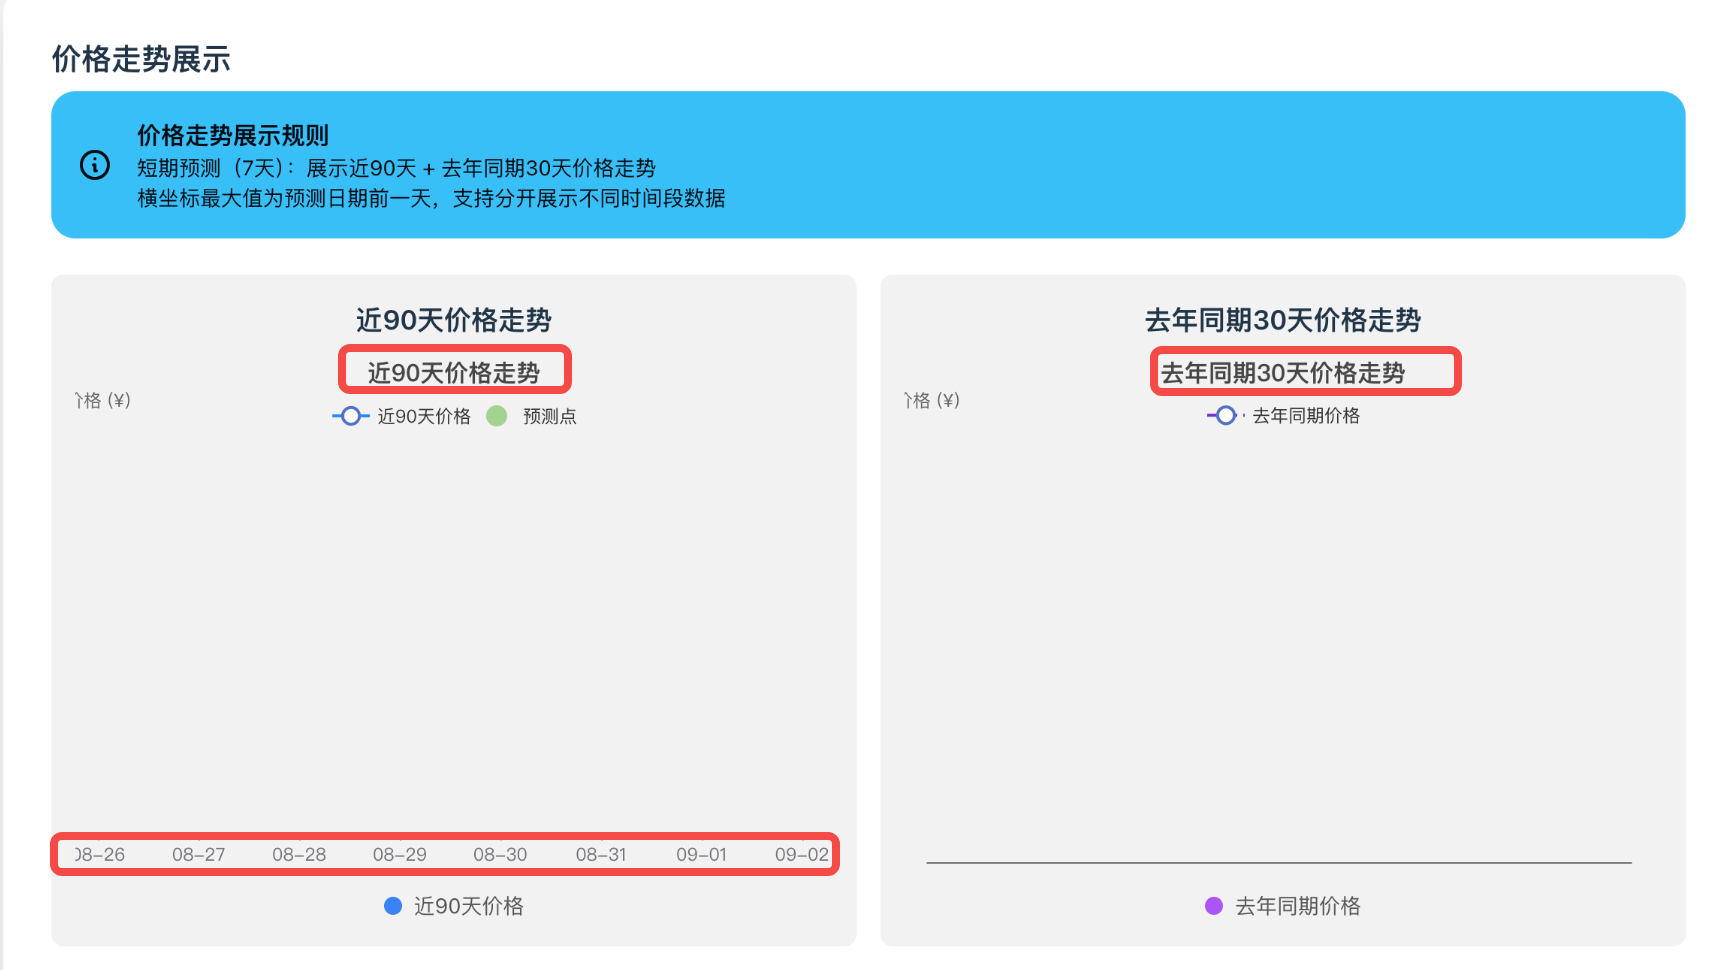 价格走势展示
价格走势展示规则
短期预测（7天）：展示近90天 + 去年同期30天价格走势
横坐标最大值为预测日期前一天，支持分开展示不同时间段数据
近90天价格走势
近90天价格走势
格 (¥)
近90天价格 预测点
08-26 08-27 08-28 08-29 08-30 08-31 09-01 09-02
近90天价格
去年同期30天价格走势
去年同期30天价格走势
格 (¥)
去年同期价格
去年同期价格